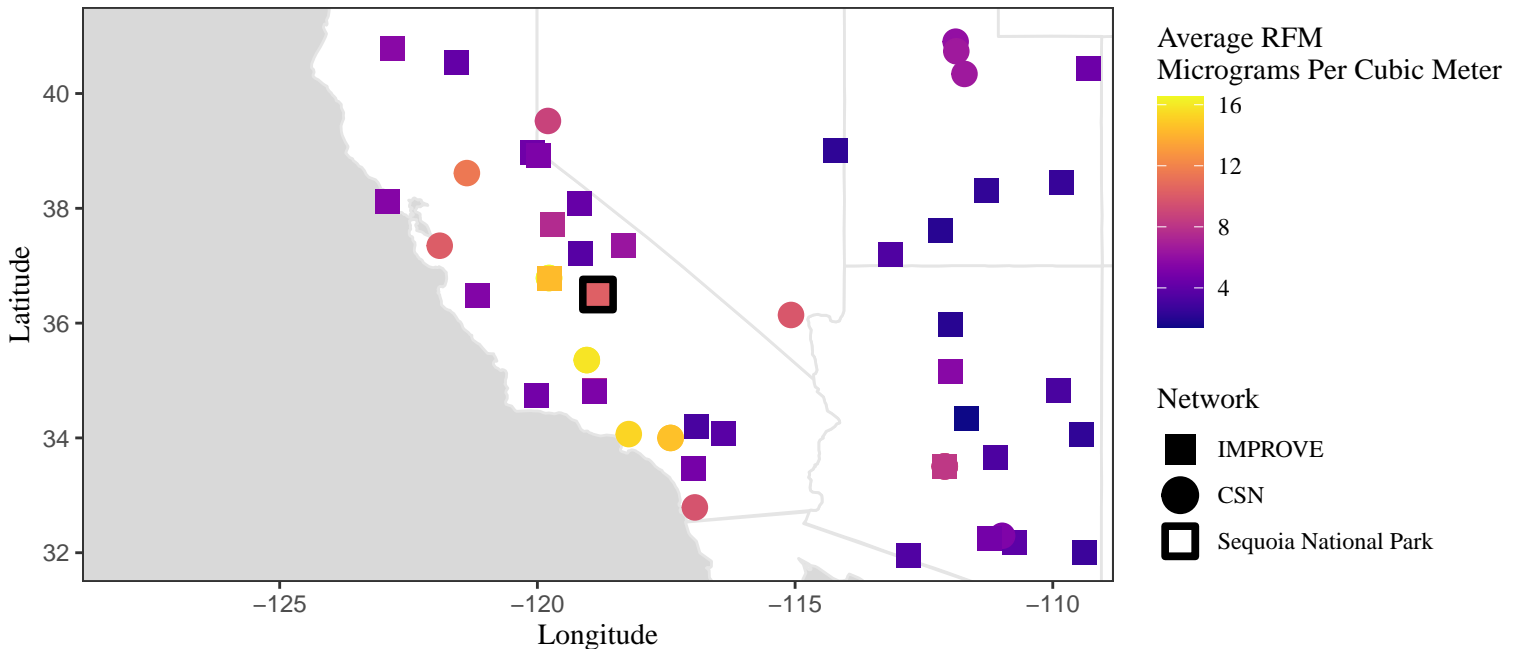 Average RFM
Micrograms Per Cubic Meter
16
12
8
4
Network
IMPROVE
CSN
Sequoia National Park
40
38
36
34
32
Latitude
−125
−120
−115
−110
Longitude